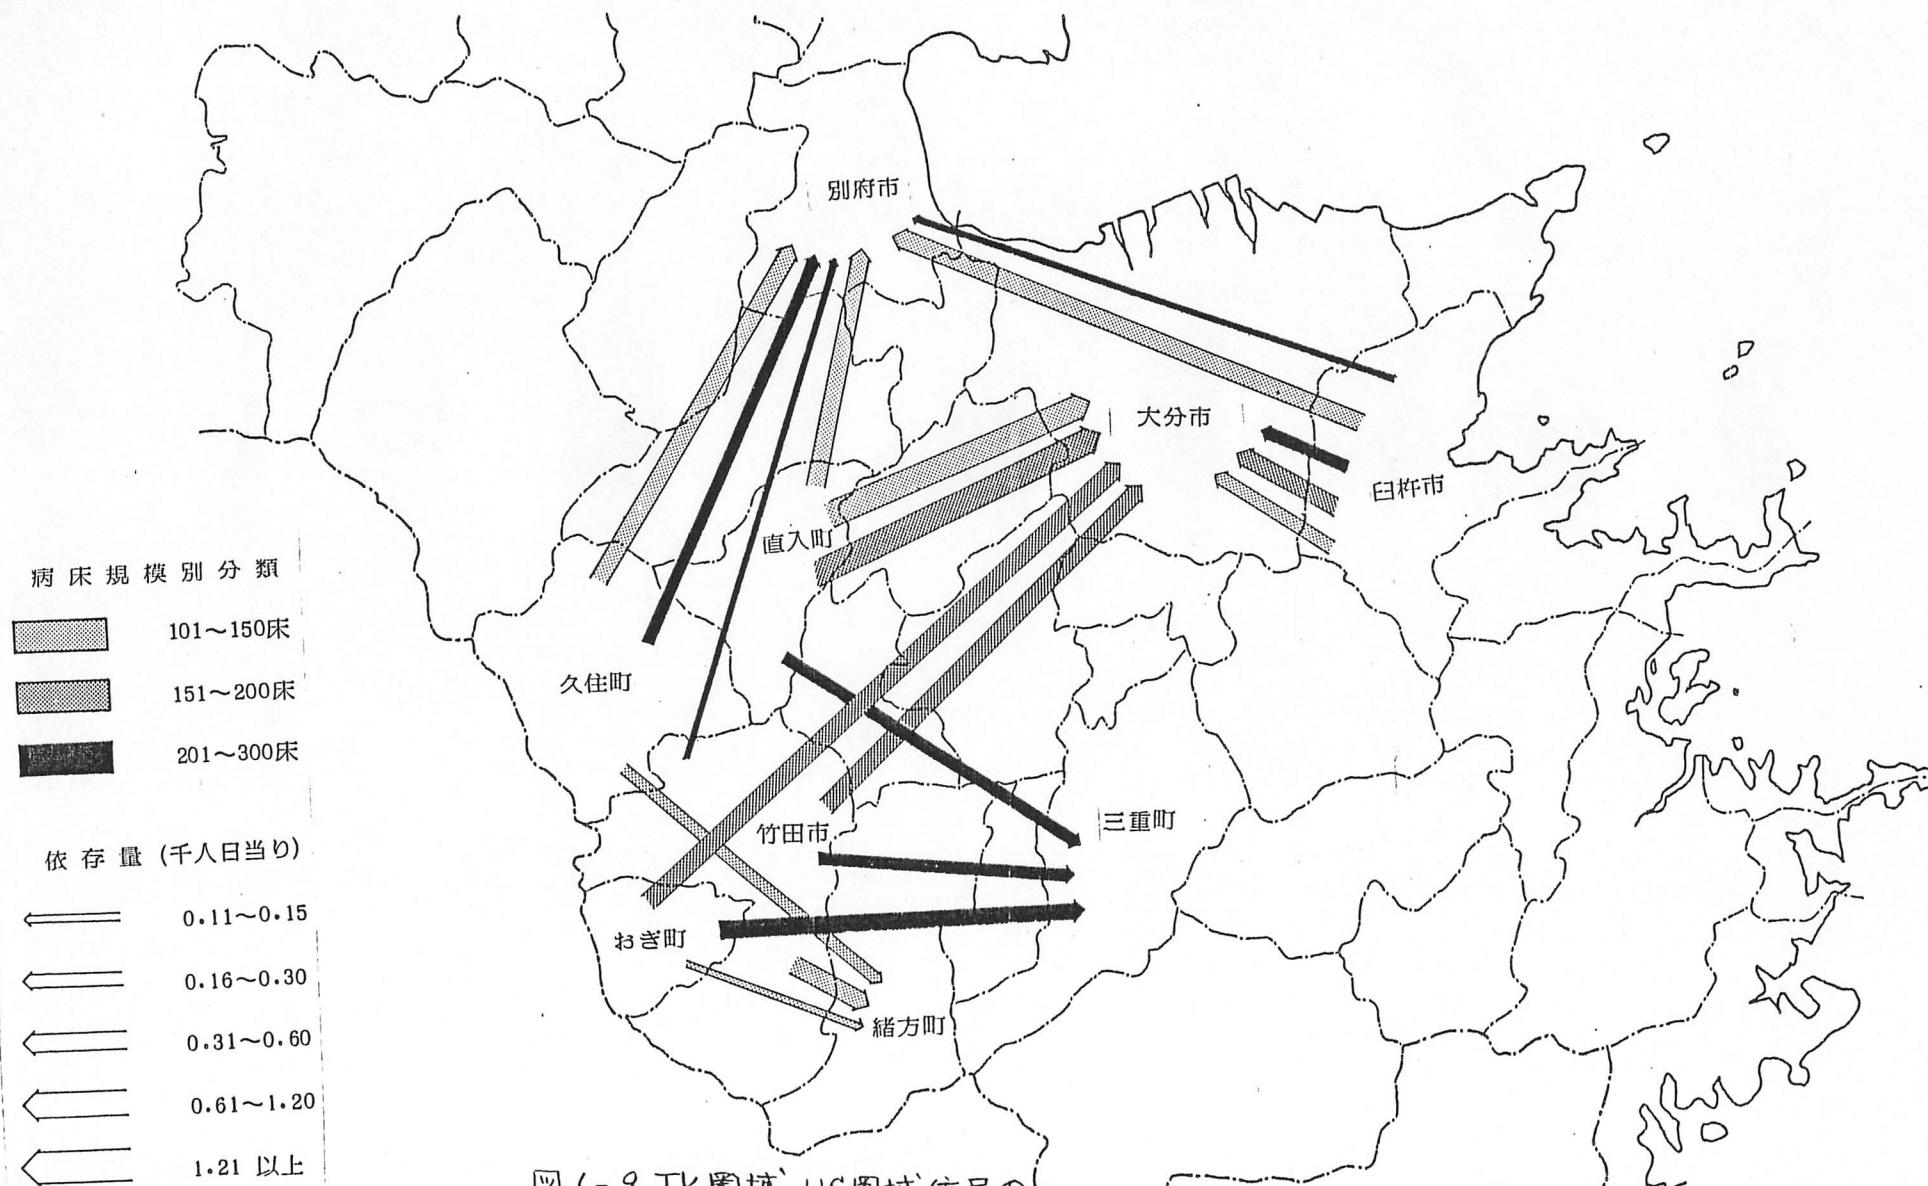 別府市
大分市
臼杵市
直入町
久住町
竹田市
三重町
おぎ町
緒方町
病床規模別分類
101～150床
151～200床
201～300床
依存量(千人日当り)
0.11～0.15
0.16～0.30
0.31～0.60
0.61～1.20
1.21 以上